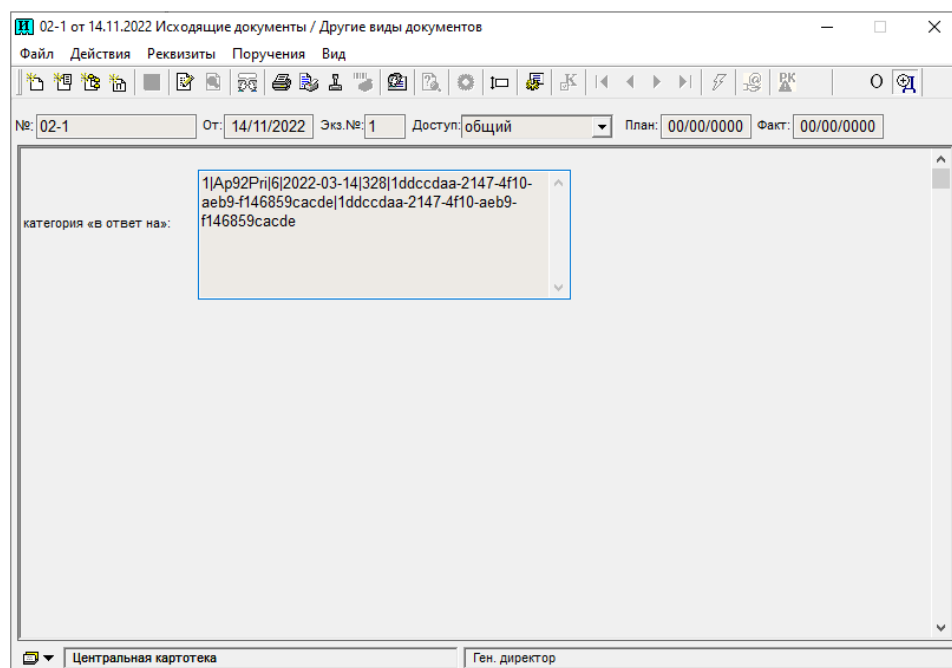 02-1 от 14.11.2022 Исходящие документы / Другие виды документов
Файл Действия Реквизиты Поручения Вид
О
№: 02-1 От: 14/11/2022 Экз.№: 1 Доступ: общий План: 00/00/0000 Факт: 00/00/0000
1|Ap92Pri|6|2022-03-14|328|1ddccdaa-2147-4f10-
aeb9-f146859cacde|1ddccdaa-2147-4f10-aeb9-
f146859cacde
категория «в ответ на»:
Центральная картотека Ген. директор